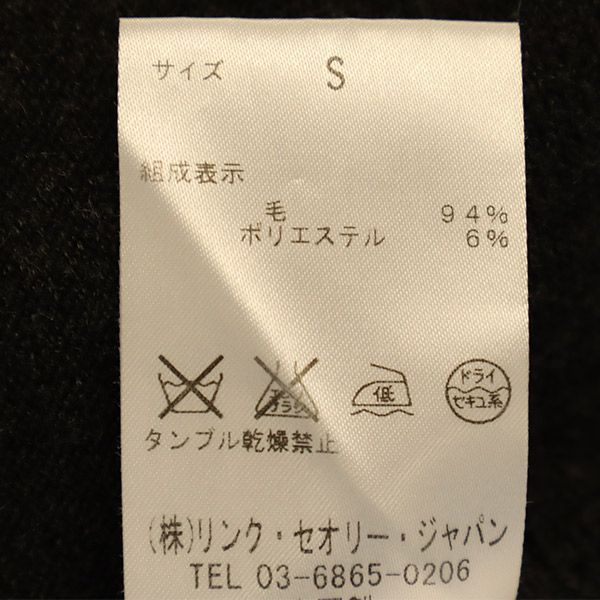 サイズ S
組成表示
毛 94%
ポリエステル 6%
低
ドライ
セキユ系
タンブル乾燥禁止
(株)リンク・セオリー・ジャパン
TEL 03-6865-0206